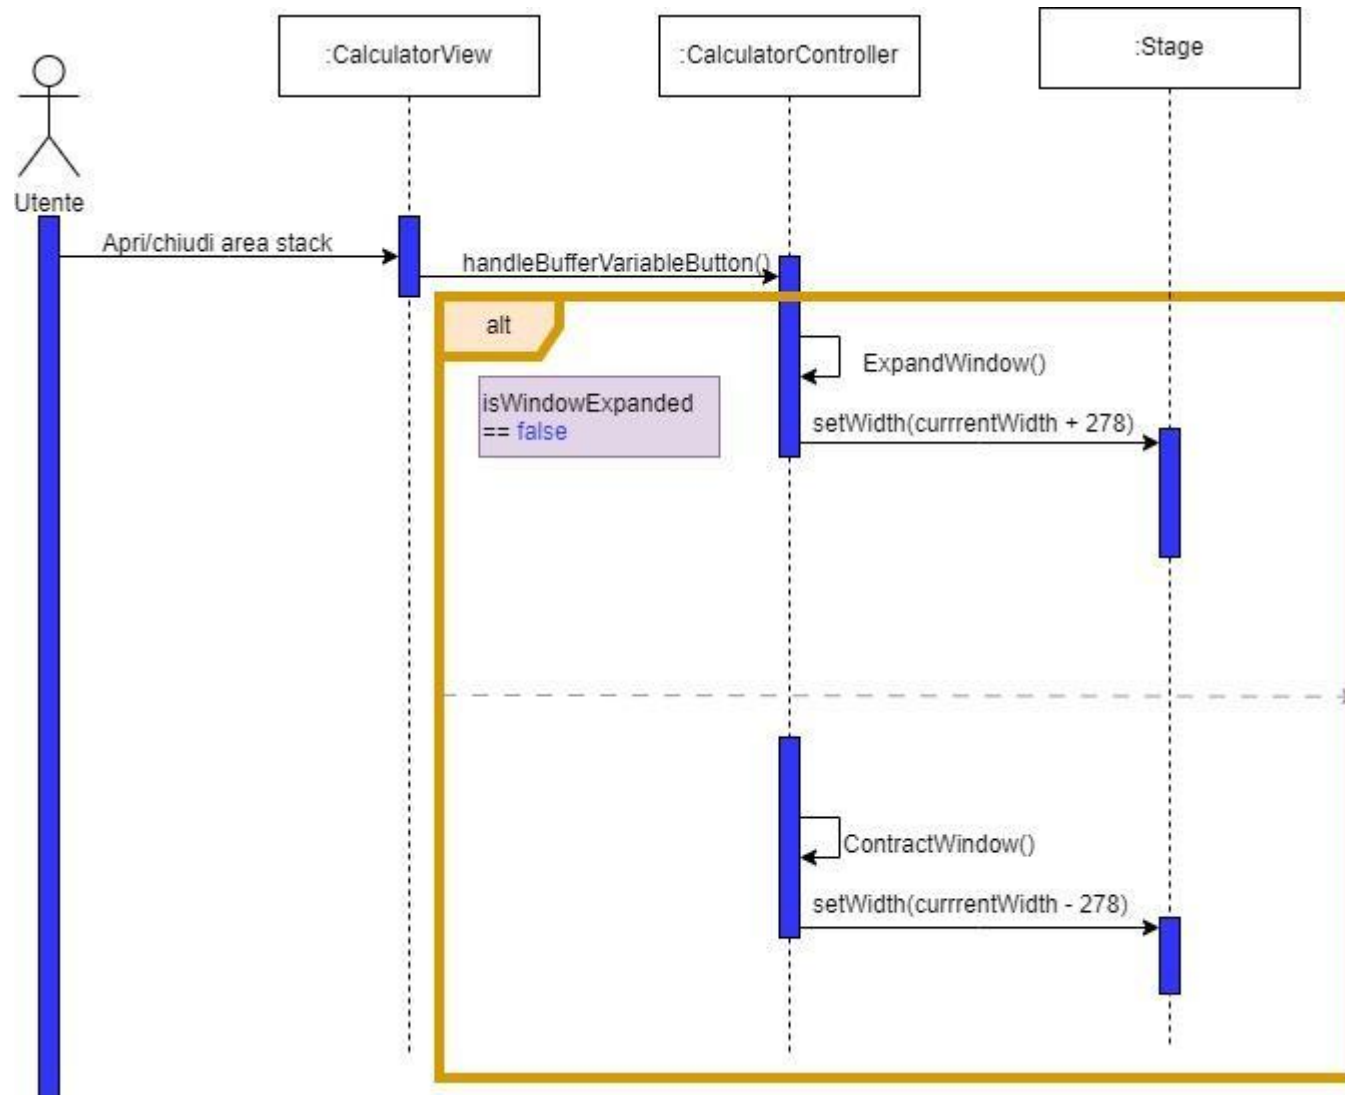 :CalculatorView
:CalculatorController
:Stage
Utente
Apri/chiudi area stack
handleBufferVariableButton()
alt
isWindowExpanded
== false
ExpandWindow()
setWidth(currrentWidth + 278)
ContractWindow()
setWidth(currrentWidth - 278)